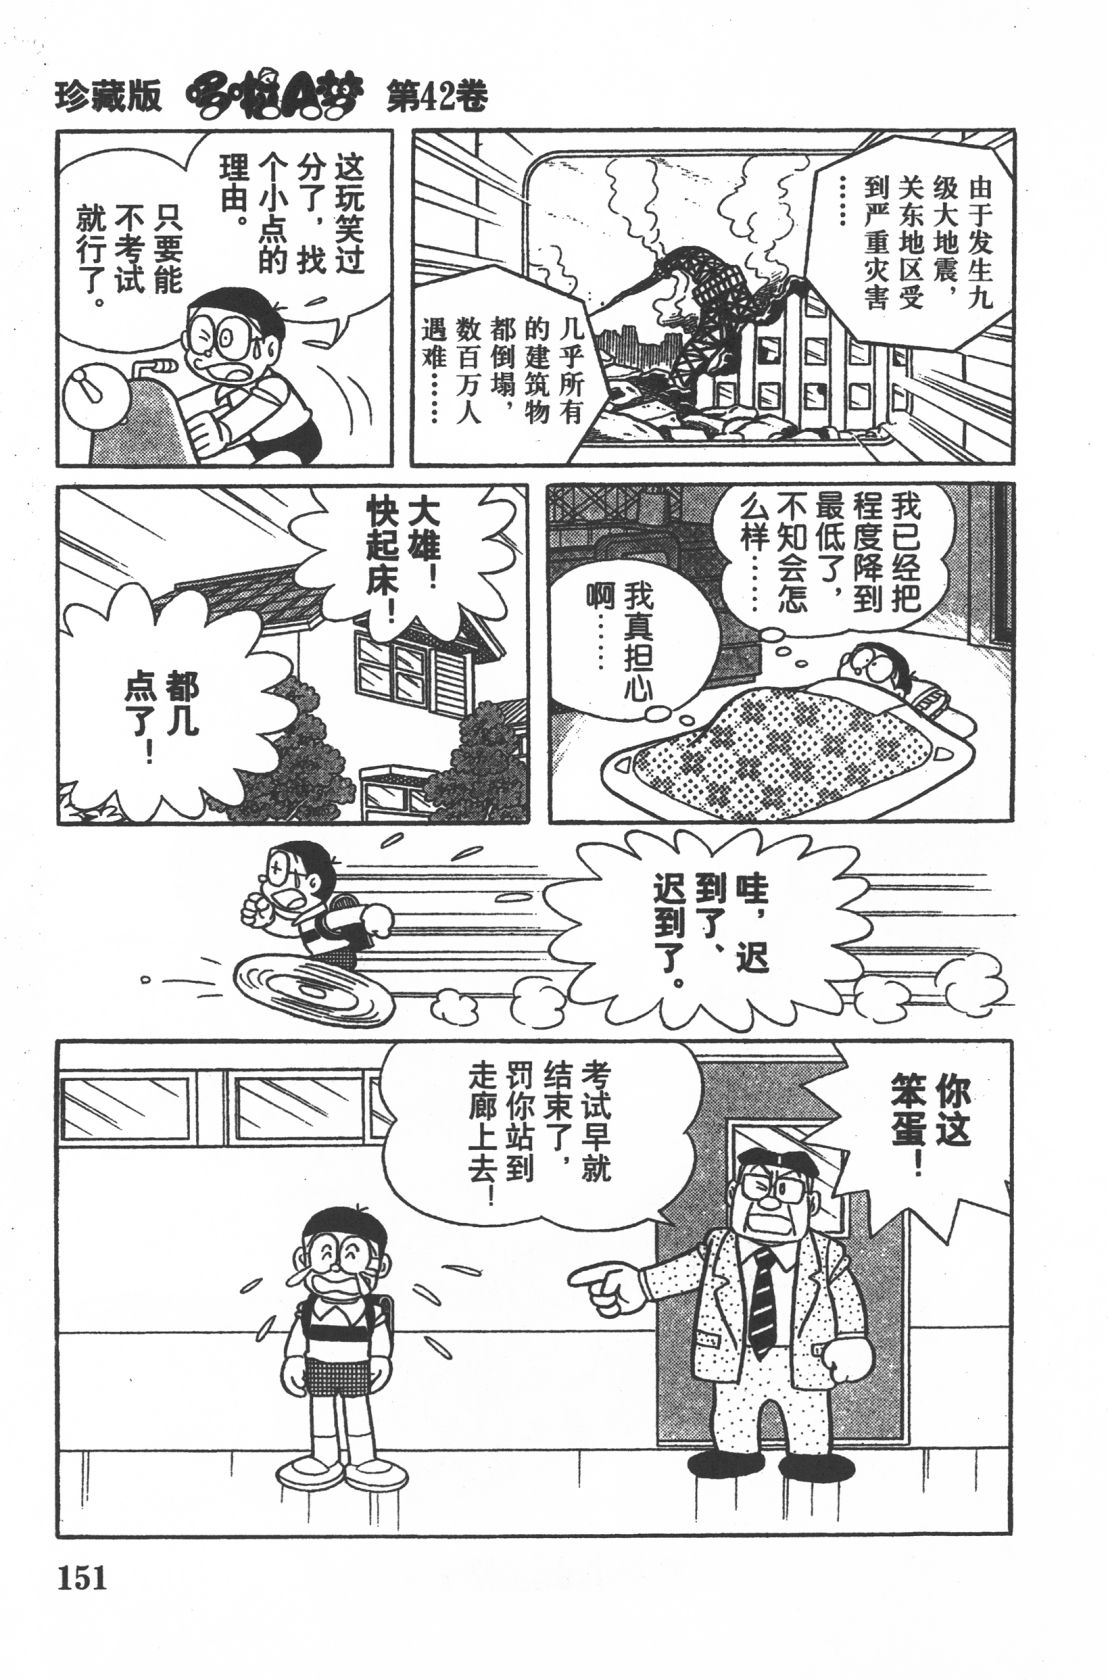 珍藏版 哆啦A梦 第42卷
由于发生九
级大地震，
关东地区受
到严重灾害
……
几乎所有
的建筑物
都倒塌，
数百万人
遇难……
这玩笑过
分了，找
个小点的
理由。
只要能
不考试
就行了。
我已经把
程度降到
最低了，
不知会怎
么样……
我真担心
啊……
大雄！
快起床！
都几
点了！
哇，迟
到了、
迟到了。
你这
笨蛋！
考试早就
结束了，
罚你站到
走廊上去！
151